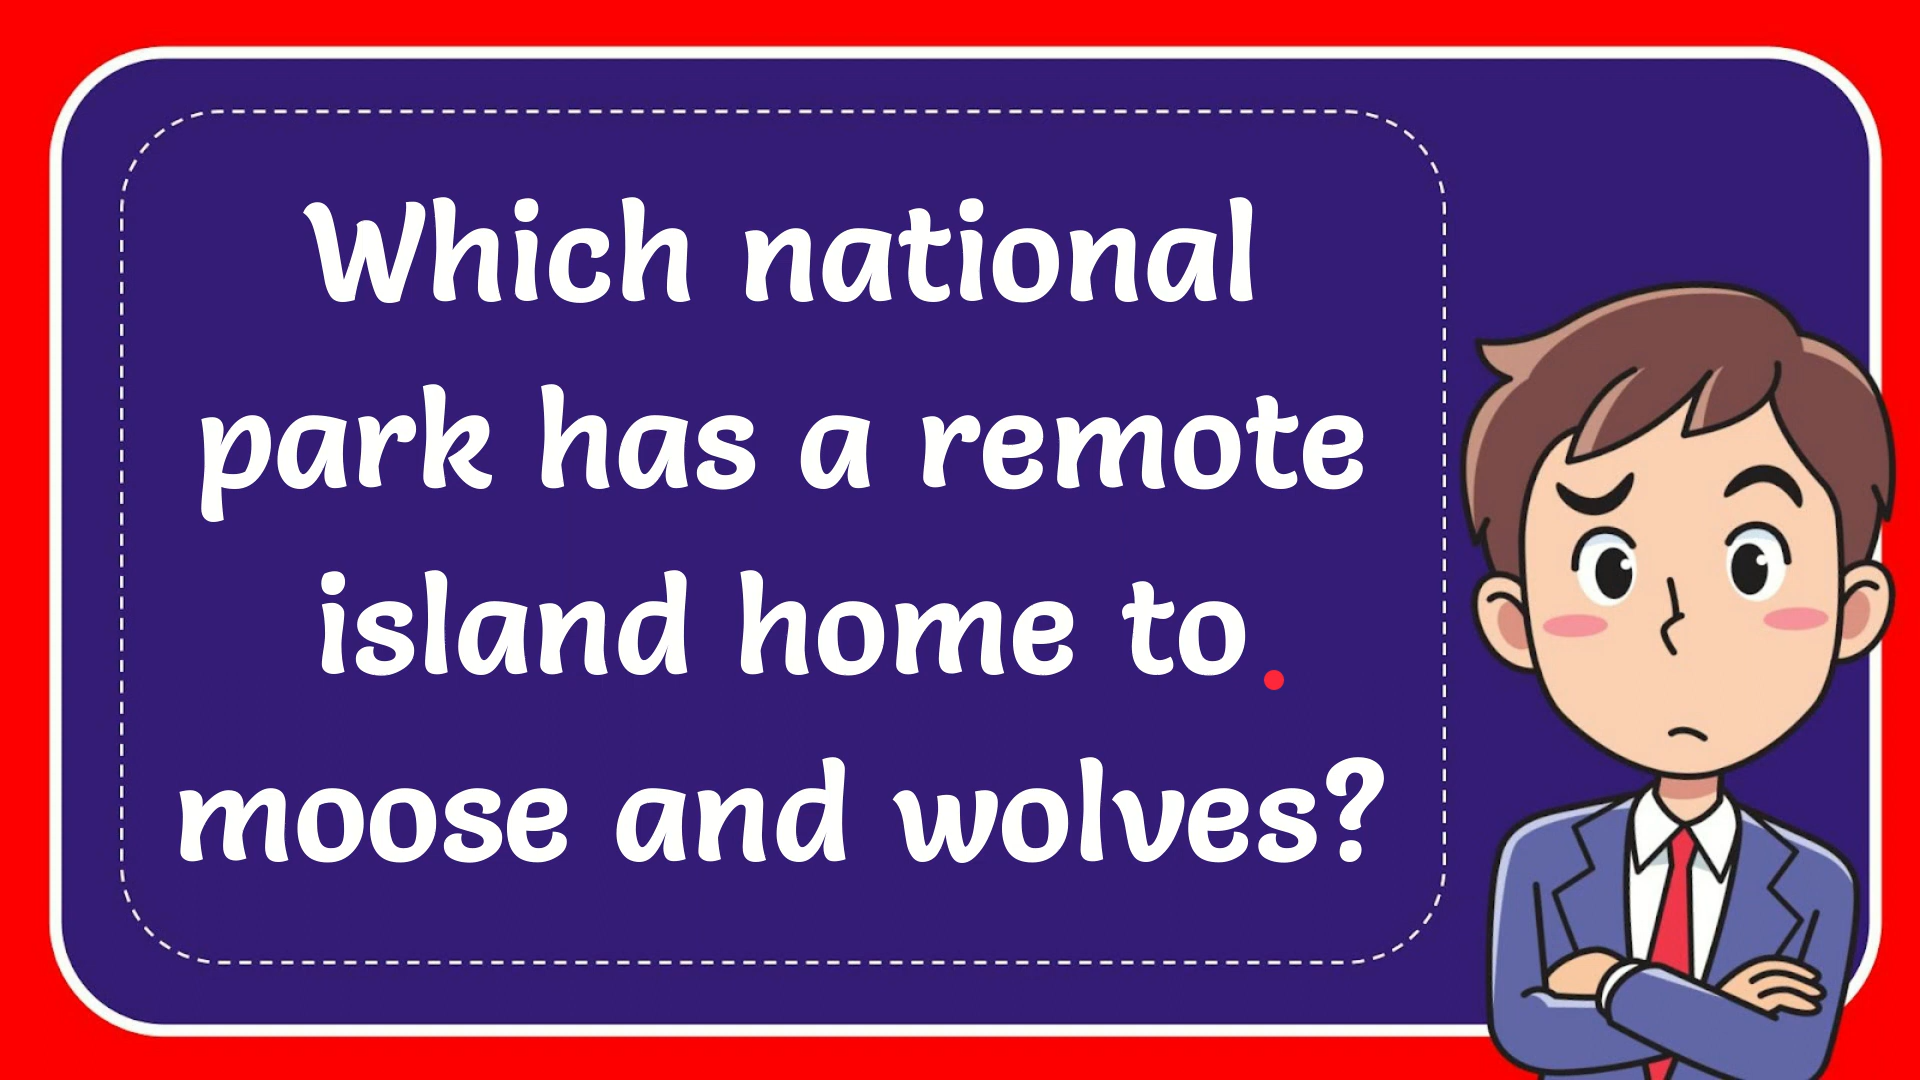 Which national
park has a remote
island home to
moose and wolves?